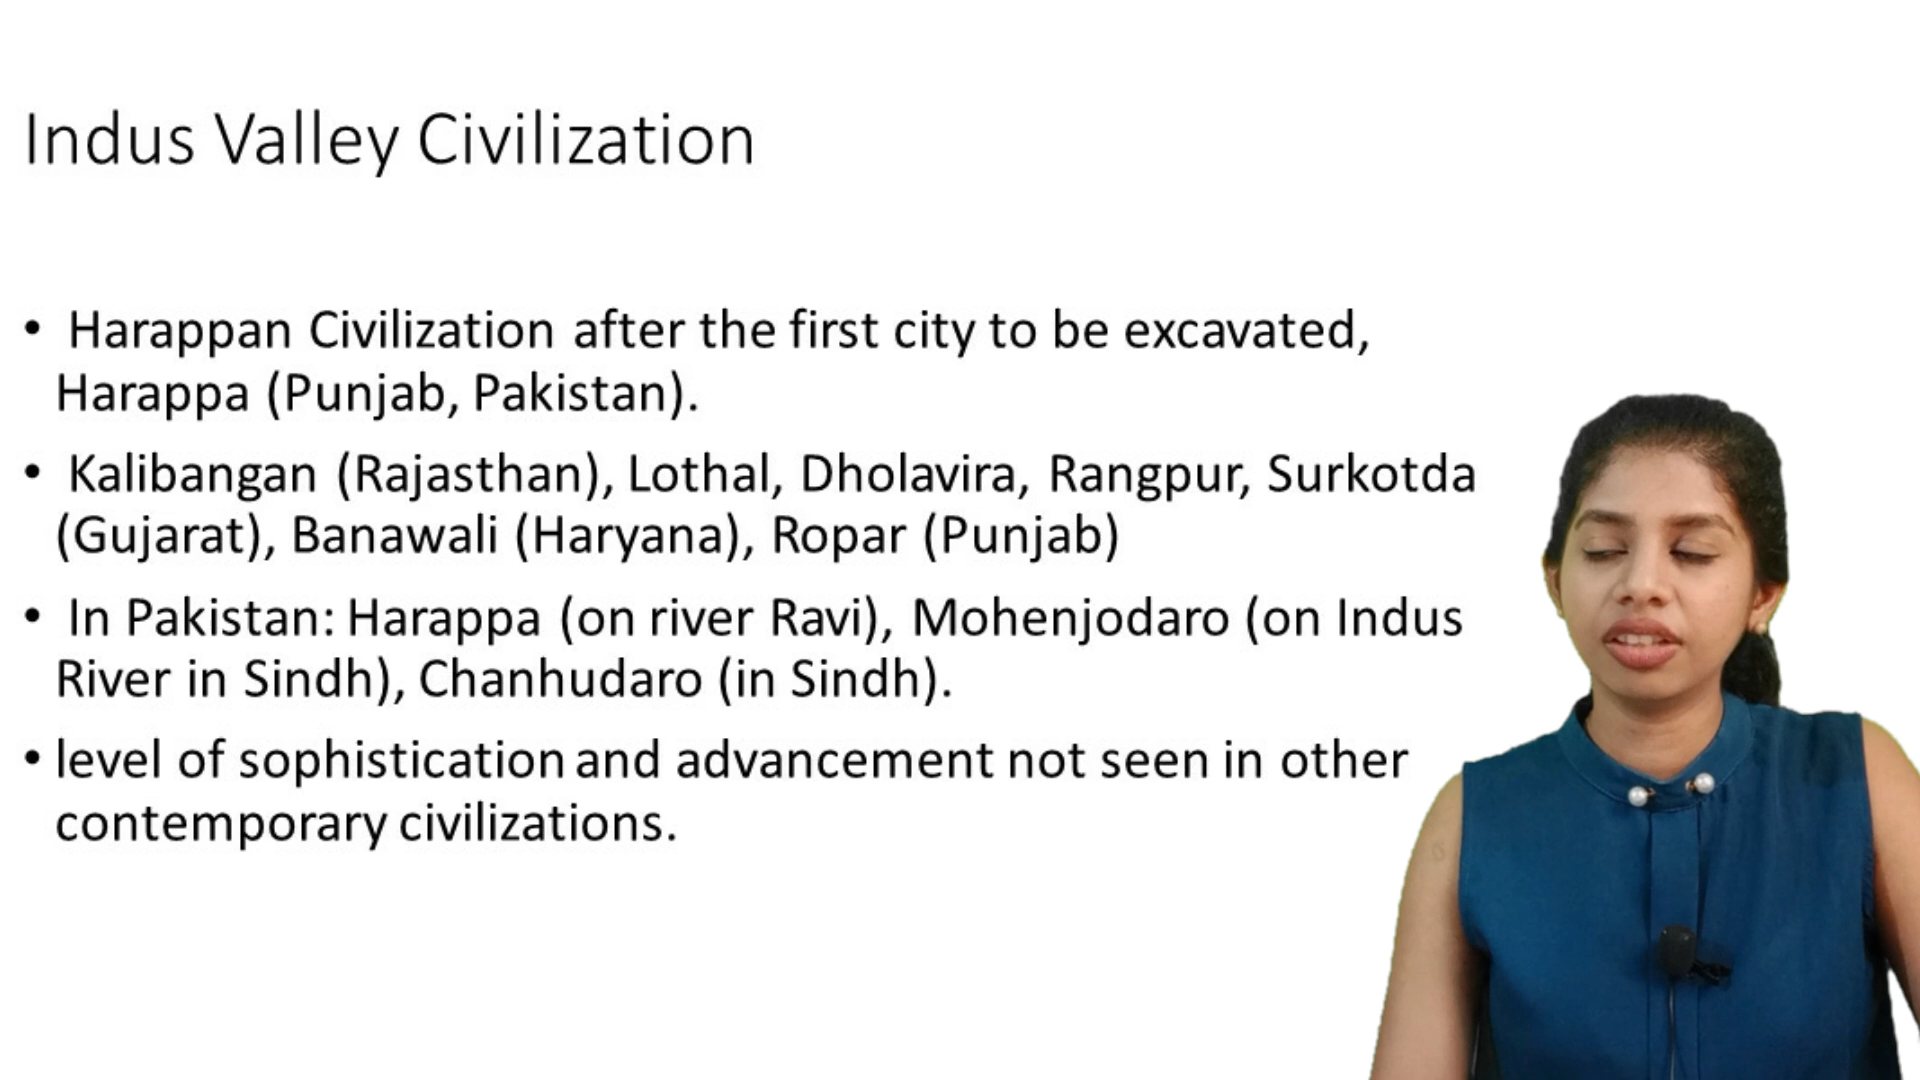 Indus Valley Civilization
• Harappan Civilization after the first city to be excavated,
Harappa (Punjab, Pakistan).
• Kalibangan (Rajasthan), Lothal, Dholavira, Rangpur, Surkotda
(Gujarat), Banawali (Haryana), Ropar (Punjab)
• In Pakistan: Harappa (on river Ravi), Mohenjodaro (on Indus
River in Sindh), Chanhudaro (in Sindh).
• level of sophistication and advancement not seen in other
contemporary civilizations.